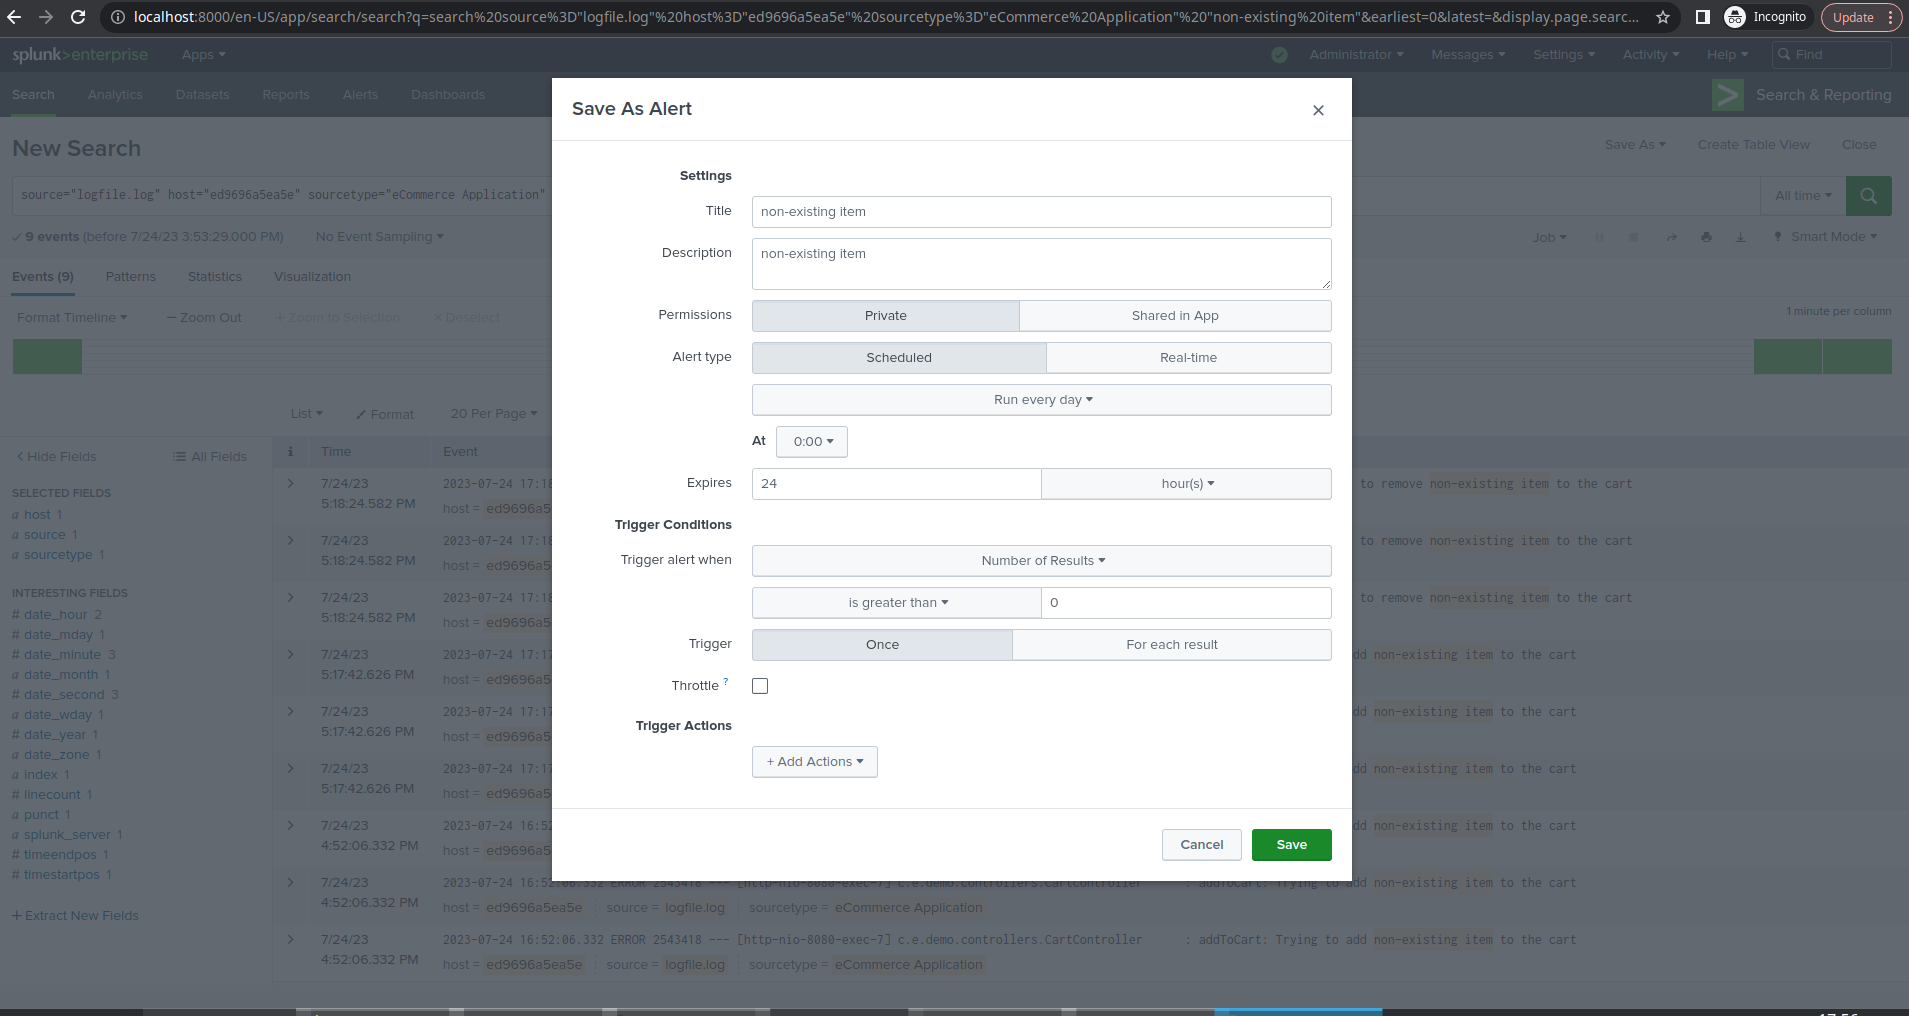 localhost:8000/en-US/app/search/search?q=search%20source%3D"logfile.log"%20host%3D"ed9696a5ea5e"%20sourcetype%3D"eCommerce%20Application"%20"non-existing%20item"&earliest=0&latest=&display.page.searc...
Incognito
Update
splunk>enterprise
Apps
Administrator
Messages
Settings
Activity
Help
Find
Search
Analytics
Datasets
Reports
Alerts
Dashboards
Search & Reporting
New Search
Save As
Create Table View
Close
source="logfile.log" host="ed9696a5ea5e" sourcetype="eCommerce Application"
All time
9 events (before 7/24/23 3:53:29.000 PM)
No Event Sampling
Job
Smart Mode
Events (9)
Patterns
Statistics
Visualization
Format Timeline
— Zoom Out
+ Zoom to Selection
× Deselect
1 minute per column
List
Format
20 Per Page
Hide Fields
All Fields
i
Time
Event
SELECTED FIELDS
a host 1
a source 1
a sourcetype 1
INTERESTING FIELDS
# date_hour 2
# date_mday 1
# date_minute 3
a date_month 1
# date_second 3
a date_wday 1
# date_year 1
a date_zone 1
a index 1
# linecount 1
a punct 1
a splunk_server 1
# timeendpos 1
# timestartpos 1
+ Extract New Fields
7/24/23
5:18:24.582 PM
2023-07-24 17:18
to remove non-existing item to the cart
host = ed9696a5
7/24/23
5:18:24.582 PM
2023-07-24 17:18
to remove non-existing item to the cart
host = ed9696a5
7/24/23
5:18:24.582 PM
2023-07-24 17:18
to remove non-existing item to the cart
host = ed9696a5
7/24/23
5:17:42.626 PM
2023-07-24 17:17
dd non-existing item to the cart
host = ed9696a5
7/24/23
5:17:42.626 PM
2023-07-24 17:17
dd non-existing item to the cart
host = ed9696a5
7/24/23
5:17:42.626 PM
2023-07-24 17:17
dd non-existing item to the cart
host = ed9696a5
7/24/23
4:52:06.332 PM
2023-07-24 16:52
dd non-existing item to the cart
host = ed9696a5
7/24/23
4:52:06.332 PM
2023-07-24 16:52:06.332 ERROR 2543418 --- [http-nio-8080-exec-7] c.e.demo.controllers.CartController : addToCart: Trying to add non-existing item to the cart
host = ed9696a5ea5e source = logfile.log sourcetype = eCommerce Application
7/24/23
4:52:06.332 PM
2023-07-24 16:52:06.332 ERROR 2543418 --- [http-nio-8080-exec-7] c.e.demo.controllers.CartController : addToCart: Trying to add non-existing item to the cart
host = ed9696a5ea5e source = logfile.log sourcetype = eCommerce Application
Save As Alert
Settings
Title
non-existing item
Description
non-existing item
Permissions
Private
Shared in App
Alert type
Scheduled
Real-time
Run every day
At
0:00
Expires
24
hour(s)
Trigger Conditions
Trigger alert when
Number of Results
is greater than
0
Trigger
Once
For each result
Throttle ?
Trigger Actions
+ Add Actions
Cancel
Save